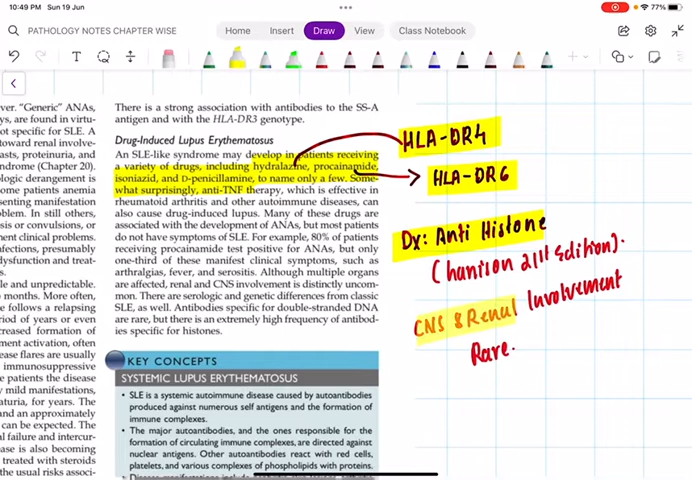 10:49 PM Sun 19 Jun
77%
PATHOLOGY NOTES CHAPTER WISE
Home Insert Draw View Class Notebook
ver. "Generic" ANAs,
ys, are found in virtu-
ot specific for SLE. A
toward renal involve-
asts, proteinuria, and
syndrome (Chapter 20).
ologic derangement is
ome patients anemia
esenting manifestation
oblem. In still others,
sis or convulsions, or
ent clinical problems.
nfections, presumably
dysfunction and treat-
s.
le and unpredictable.
months. More often,
e follows a relapsing
riod of years or even
creased formation of
ment activation, often
ease flares are usually
immunosuppressive
e patients the disease
y mild manifestations,
aturia, for years. The
and an approximately
can be expected. The
al failure and intercur-
ease is also becoming
treated with steroids
the usual risks associ-
There is a strong association with antibodies to the SS-A
antigen and with the HLA-DR3 genotype.
Drug-Induced Lupus Erythematosus
An SLE-like syndrome may develop in patients receiving
a variety of drugs, including hydralazine, procainamide,
isoniazid, and D-penicillamine, to name only a few. Some-
what surprisingly, anti-TNF therapy, which is effective in
rheumatoid arthritis and other autoimmune diseases, can
also cause drug-induced lupus. Many of these drugs are
associated with the development of ANAs, but most patients
do not have symptoms of SLE. For example, 80% of patients
receiving procainamide test positive for ANAs, but only
one-third of these manifest clinical symptoms, such as
arthralgias, fever, and serositis. Although multiple organs
are affected, renal and CNS involvement is distinctly uncom-
mon. There are serologic and genetic differences from classic
SLE, as well. Antibodies specific for double-stranded DNA
are rare, but there is an extremely high frequency of antibod-
ies specific for histones.
KEY CONCEPTS
SYSTEMIC LUPUS ERYTHEMATOSUS
• SLE is a systemic autoimmune disease caused by autoantibodies
produced against numerous self antigens and the formation of
immune complexes.
• The major autoantibodies, and the ones responsible for the
formation of circulating immune complexes, are directed against
nuclear antigens. Other autoantibodies react with red cells,
platelets, and various complexes of phospholipids with proteins.
HLA-DR4
HLA-DR6
Dx: Anti Histone
(Harrison 21st Edition).
CNS & Renal Involvement
Rare.